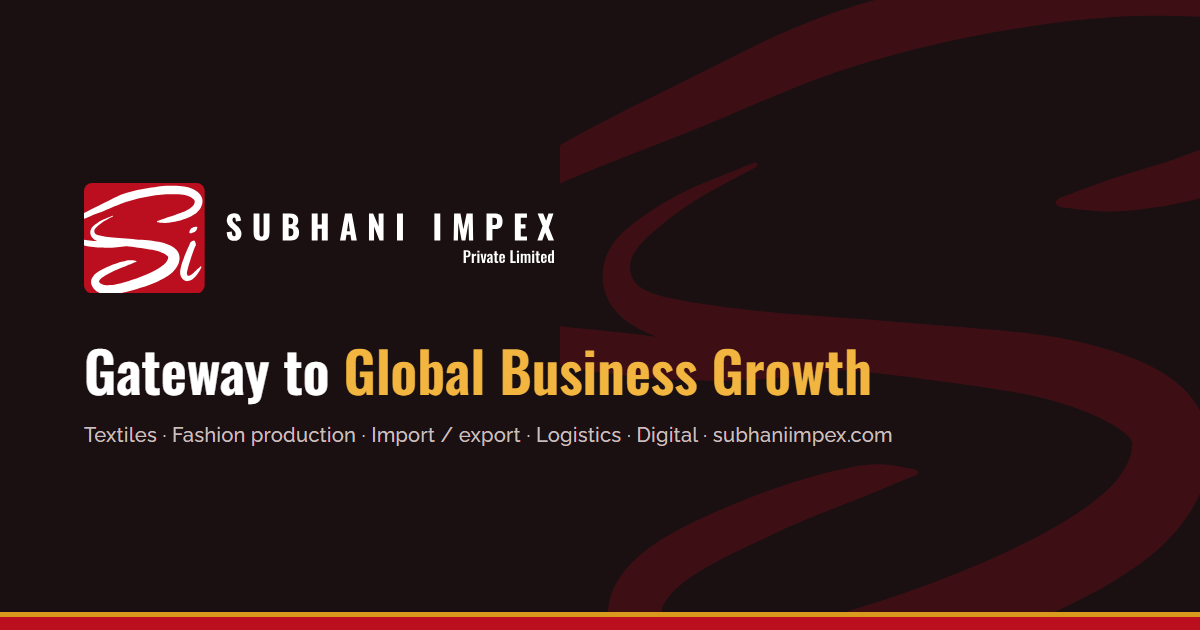 Si
SUBHANI IMPEX
Private Limited
Gateway to Global Business Growth
Textiles · Fashion production · Import / export · Logistics · Digital · subhaniimpex.com